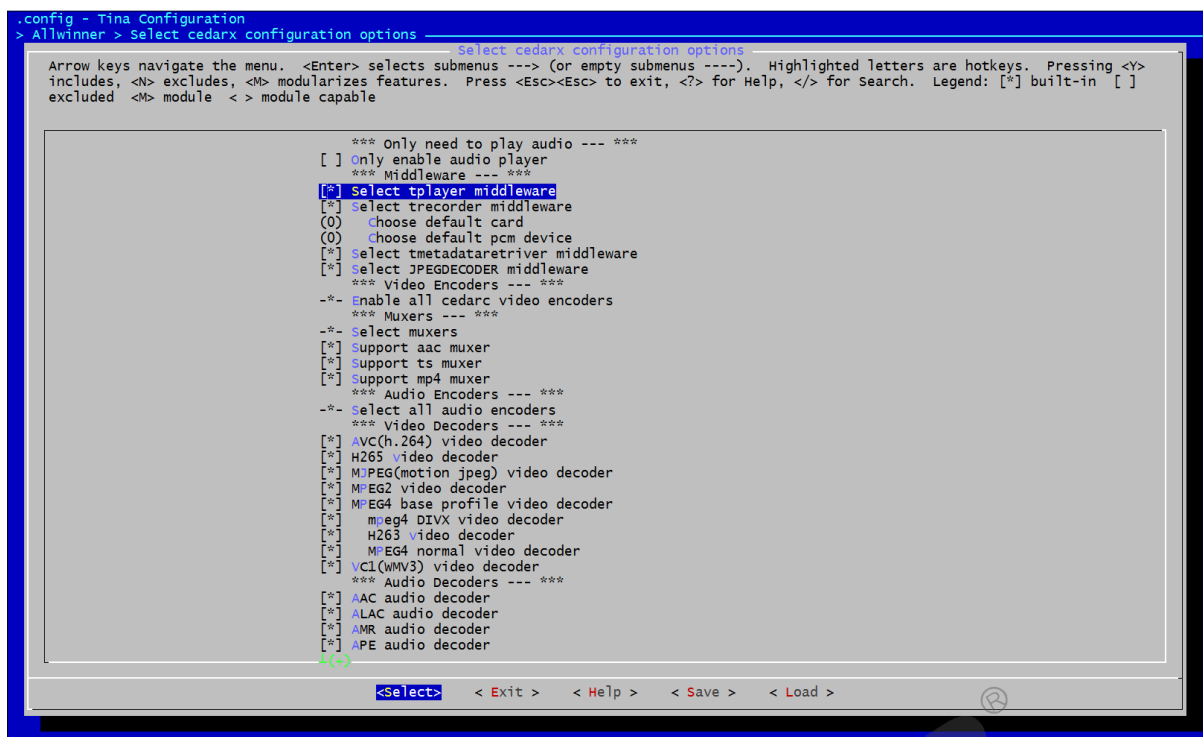 .config - Tina Configuration
> Allwinner > Select cedarx configuration options
Select cedarx configuration options
Arrow keys navigate the menu.  <Enter> selects submenus ---> (or empty submenus ----).  Highlighted letters are hotkeys.  Pressing <Y>
includes, <N> excludes, <M> modularizes features.  Press <Esc><Esc> to exit, <?> for Help, </> for Search.  Legend: [*] built-in  [ ]
excluded  <M> module  < > module capable
*** Only need to play audio --- ***
[ ] Only enable audio player
*** Middleware --- ***
[*] Select tplayer middleware
[*] Select trecorder middleware
(0)   Choose default card
(0)   Choose default pcm device
[*] Select tmetadataretriver middleware
[*] Select JPEGDECODER middleware
*** Video Encoders --- ***
-*- Enable all cedarc video encoders
*** Muxers --- ***
-*- Select muxers
[*] Support aac muxer
[*] Support ts muxer
[*] Support mp4 muxer
*** Audio Encoders --- ***
-*- Select all audio encoders
*** Video Decoders --- ***
[*] AVC(h.264) video decoder
[*] H265 video decoder
[*] MJPEG(motion jpeg) video decoder
[*] MPEG2 video decoder
[*] MPEG4 base profile video decoder
[*]   mpeg4 DIVX video decoder
[*]   H263 video decoder
[*]   MPEG4 normal video decoder
[*] VC1(WMV3) video decoder
*** Audio Decoders --- ***
[*] AAC audio decoder
[*] ALAC audio decoder
[*] AMR audio decoder
[*] APE audio decoder
┴(+)
<Select>    < Exit >    < Help >    < Save >    < Load >
®